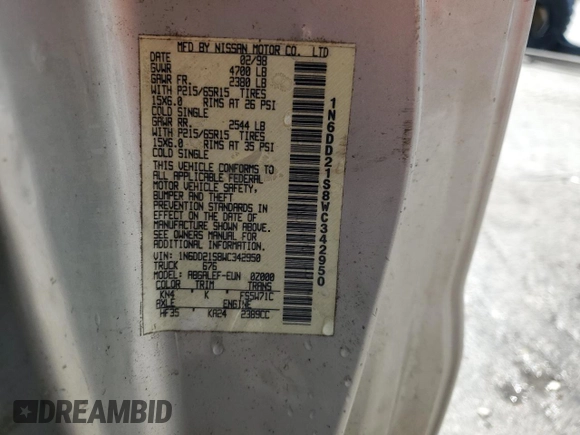 MFD BY NISSAN MOTOR CO. LTD
DATE 02/98
GVWR 4700 LB
GAWR FR. 2380 LB
WITH P215/65R15 TIRES
15X6.0 RIMS AT 26 PSI
COLD SINGLE
GAWR RR. 2544 LB
WITH P215/65R15 TIRES
15X6.0 RIMS AT 35 PSI
COLD SINGLE
THIS VEHICLE CONFORMS TO
ALL APPLICABLE FEDERAL
MOTOR VEHICLE SAFETY,
BUMPER AND THEFT
PREVENTION STANDARDS IN
EFFECT ON THE DATE OF
MANUFACTURE SHOWN ABOVE.
SEE OWNERS MANUAL FOR
ADDITIONAL INFORMATION.
VIN: 1N6DD21S8WC342950
TRUCK 676
MODEL: ABGALEF-EUN 02000
COLOR TRIM TRANS
KN4 K FS5W71C
AXLE ENGINE
HF35 KA24 2389CC
1N6DD21S8WC342950
DREAMBID